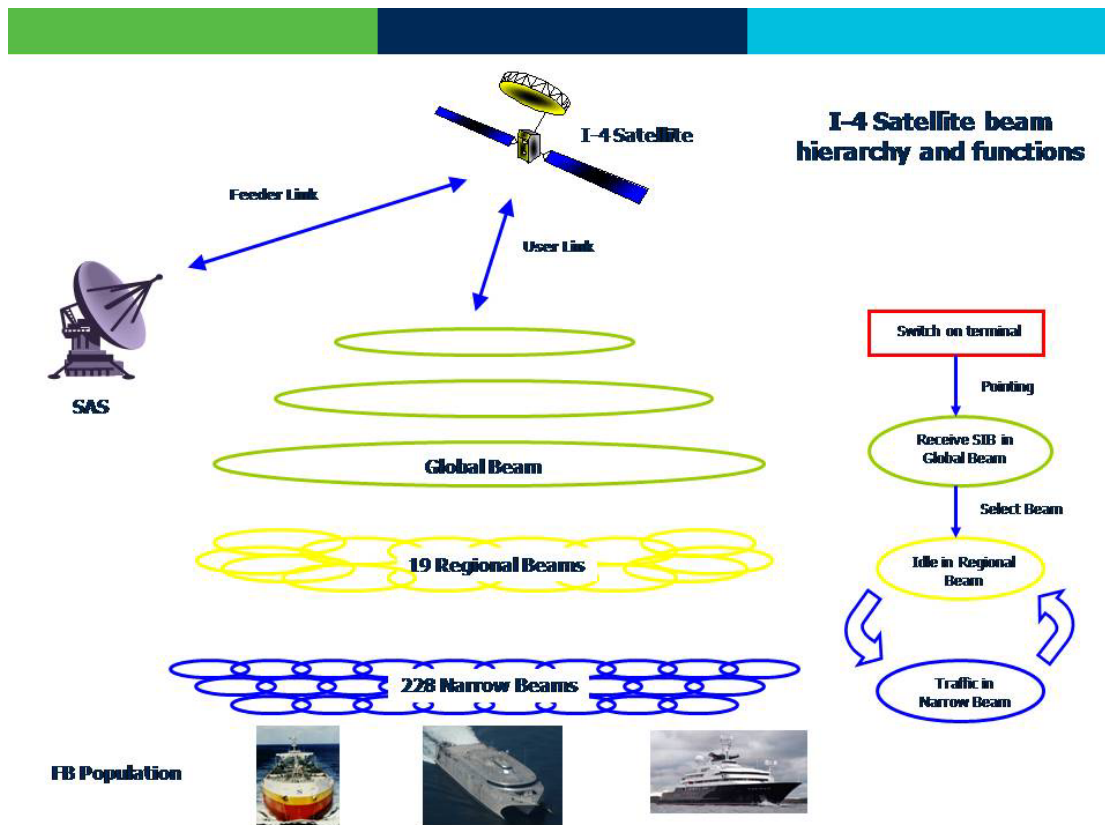 I-4 Satellite beam
hierarchy and functions
I-4 Satellite
Feeder Link
User Link
SAS
Switch on terminal
Pointing
Receive SIB in
Global Beam
Global Beam
Select Beam
19 Regional Beams
Idle in Regional
Beam
228 Narrow Beams
Traffic in
Narrow Beam
FB Population